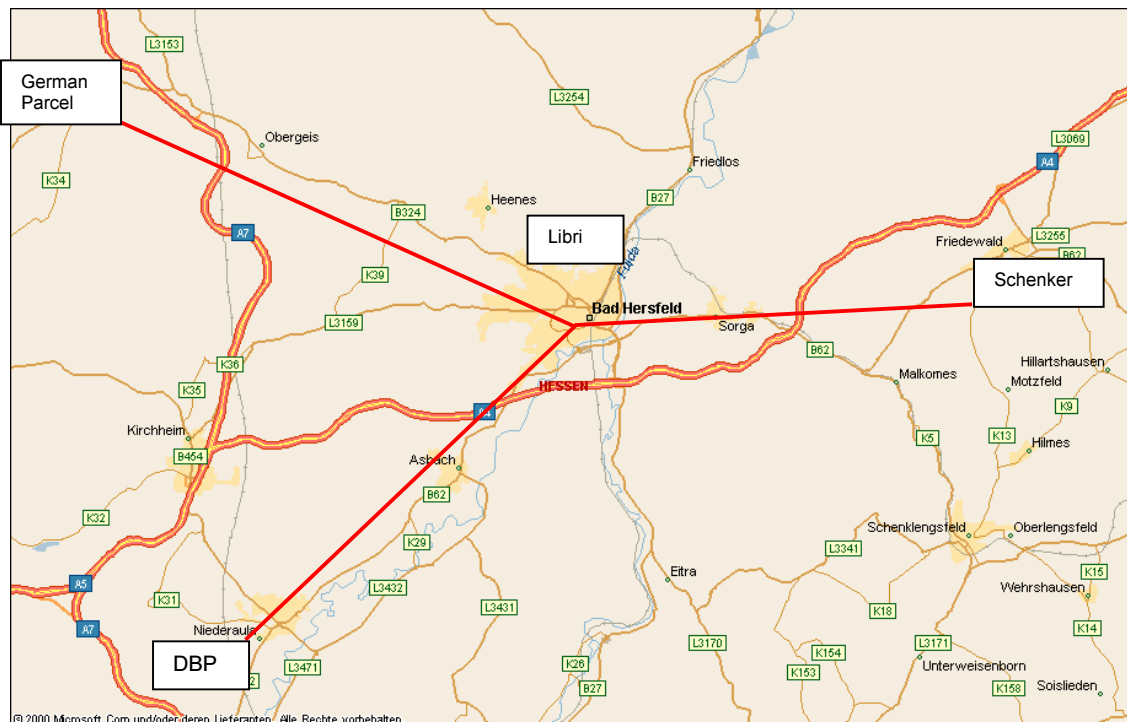 L3153
German
Parcel
L3254
L3069
Obergeis
A4
Friedlos
K34
B27
Heenes
B324
L3255
A7
Libri
Friedewald
B62
Fulda
K39
Schenker
Bad Hersfeld
L3159
Sorga
B62
K36
Hillartshausen
HESSEN
Malkomes
Motzfeld
K35
K9
Kirchheim
K13
K5
Hilmes
B454
Asbach
B62
K32
Schenklengsfeld
Oberlengsfeld
K29
L3341
A5
Eitra
K15
L3432
Wehrshausen
K31
L3431
K18
A7
Niederaula
K14
L3170
L3171
K154
DBP
L3471
K26
K153
Unterweisenborn
B27
K158
Soislieden
© 2000 Microsoft Corp und/oder deren Lieferanten. Alle Rechte vorbehalten.